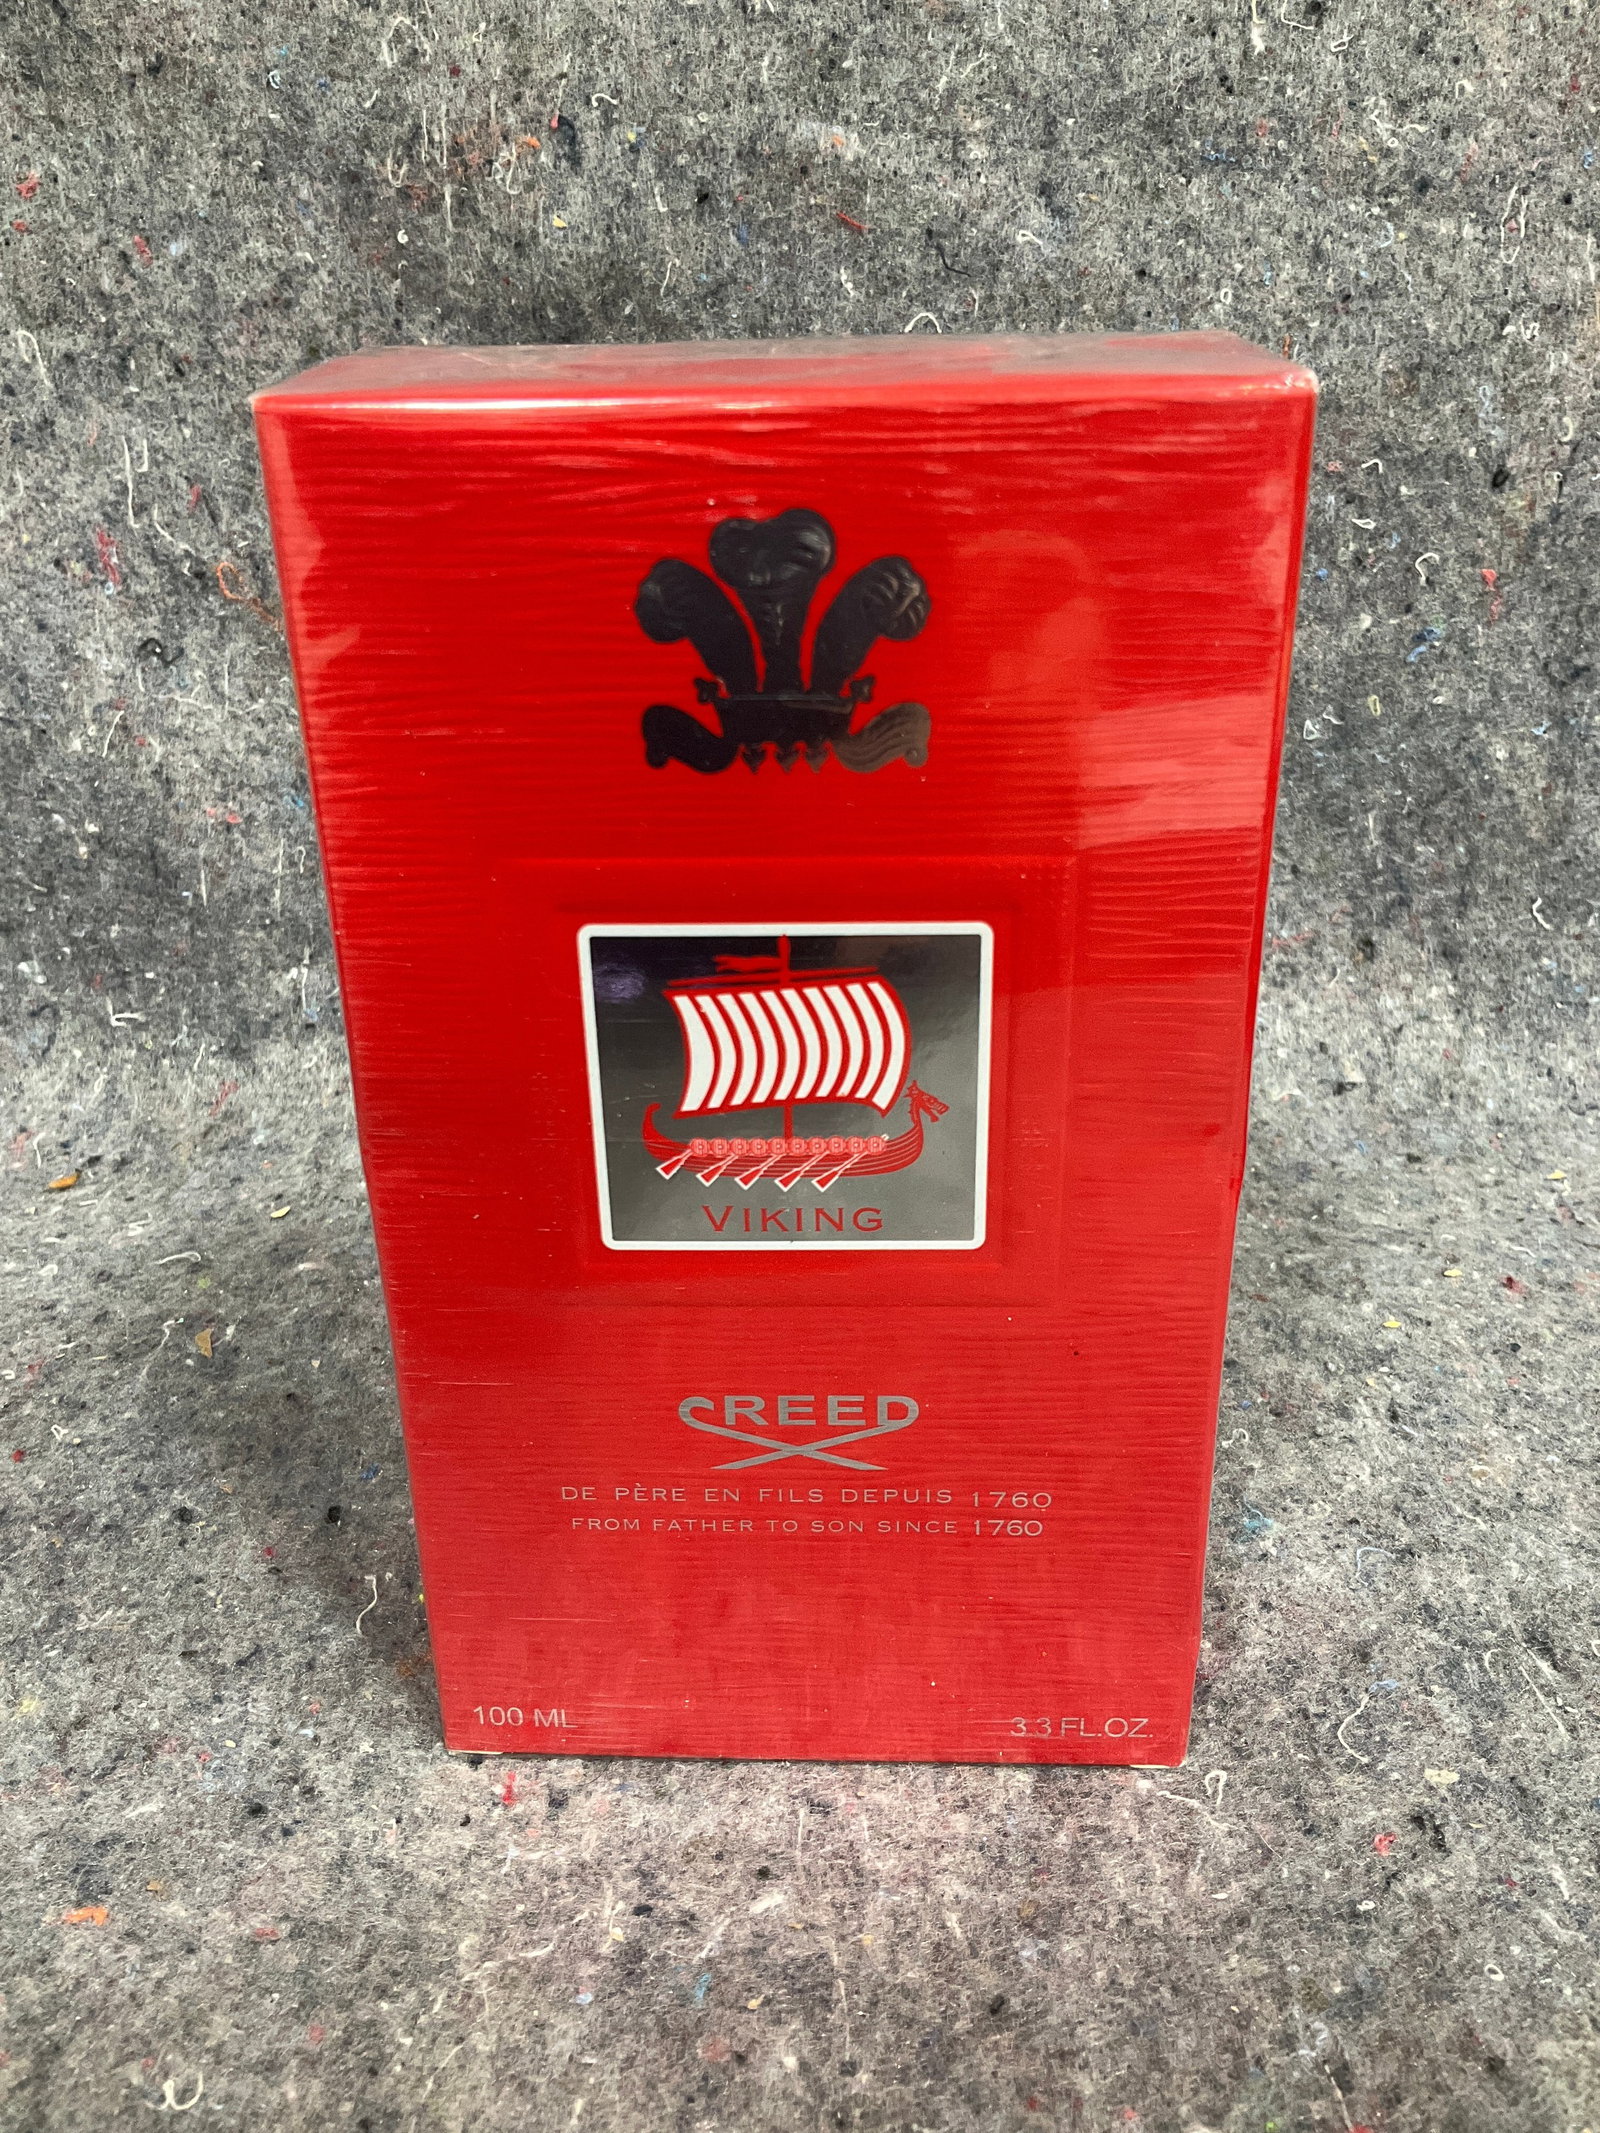 VIKING
CREED
DE PÈRE EN FILS DEPUIS 1760
FROM FATHER TO SON SINCE 1760
100 ML
3.3 FL.OZ.